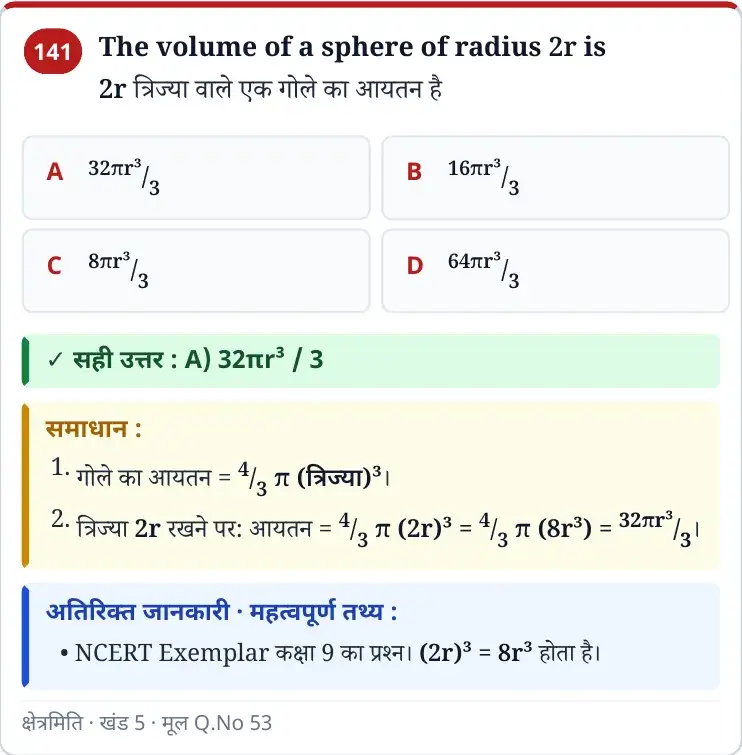 141 The volume of a sphere of radius 2r is
2r त्रिज्या वाले एक गोले का आयतन है
A 32πr³/3
B 16πr³/3
C 8πr³/3
D 64πr³/3
✓ सही उत्तर : A) 32πr³ / 3
समाधान :
1. गोले का आयतन = 4/3 π (त्रिज्या)³।
2. त्रिज्या 2r रखने पर: आयतन = 4/3 π (2r)³ = 4/3 π (8r³) = 32πr³/3।
अतिरिक्त जानकारी · महत्वपूर्ण तथ्य :
• NCERT Exemplar कक्षा 9 का प्रश्न। (2r)³ = 8r³ होता है।
क्षेत्रमिति · खंड 5 · मूल Q.No 53